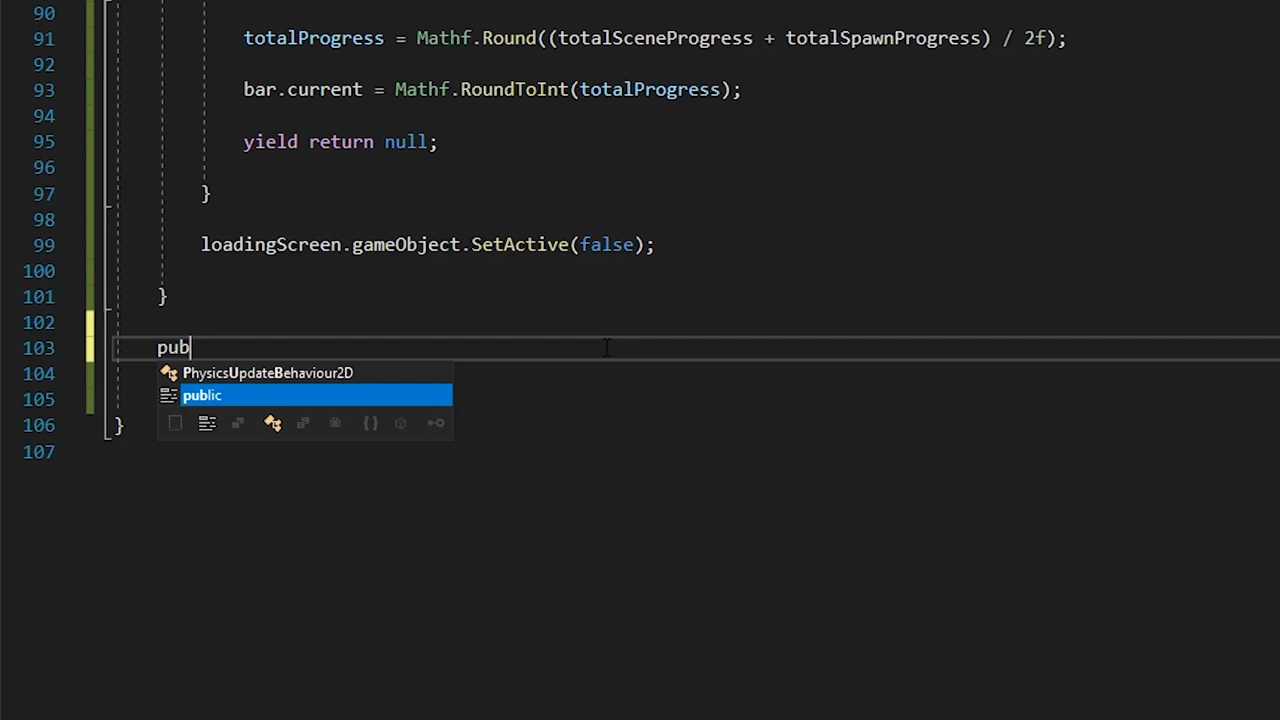 90
91 totalProgress = Mathf.Round((totalSceneProgress + totalSpawnProgress) / 2f);
92
93 bar.current = Mathf.RoundToInt(totalProgress);
94
95 yield return null;
96
97 }
98
99 loadingScreen.gameObject.SetActive(false);
100
101 }
102
103 pub
104 PhysicsUpdateBehaviour2D
105 public
106 }
107